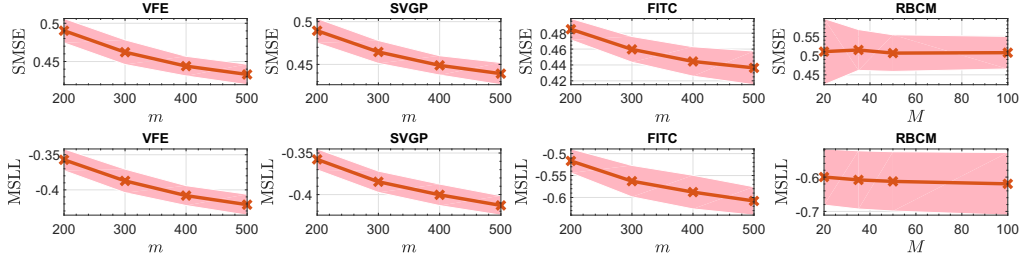 VFE SVGP FITC RBCM
SMSE 0.5 0.45
200 300 400 500
m
SMSE 0.5 0.45
200 300 400 500
m
SMSE 0.48 0.46 0.44 0.42
200 300 400 500
m
SMSE 0.55 0.5 0.45
20 40 60 80 100
M
VFE SVGP FITC RBCM
MSLL -0.35 -0.4
200 300 400 500
m
MSLL -0.35 -0.4
200 300 400 500
m
MSLL -0.5 -0.55 -0.6
200 300 400 500
m
MSLL -0.6 -0.7
20 40 60 80 100
M